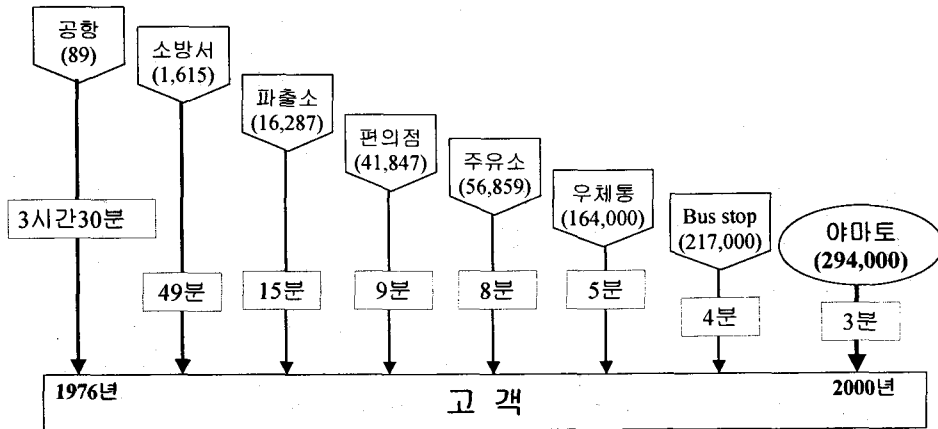 공항
(89)
소방서
(1,615)
파출소
(16,287)
편의점
(41,847)
주유소
(56,859)
우체통
(164,000)
Bus stop
(217,000)
야마토
(294,000)
3시간30분
49분
15분
9분
8분
5분
4분
3분
1976년
고 객
2000년